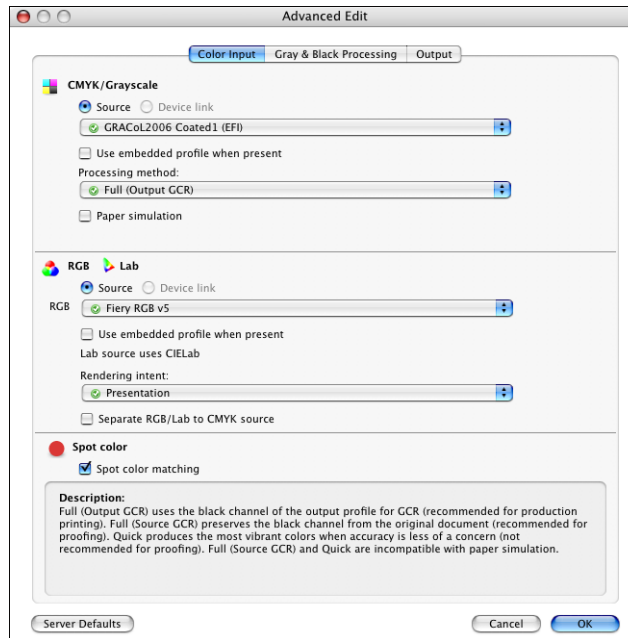 Advanced Edit
Color Input Gray & Black Processing Output
CMYK/Grayscale
Source Device link
GRACoL2006 Coated1 (EFI)
Use embedded profile when present
Processing method:
Full (Output GCR)
Paper simulation
RGB Lab
Source Device link
RGB Fiery RGB v5
Use embedded profile when present
Lab source uses CIELab
Rendering intent:
Presentation
Separate RGB/Lab to CMYK source
Spot color
Spot color matching
Description:
Full (Output GCR) uses the black channel of the output profile for GCR (recommended for production
printing). Full (Source GCR) preserves the black channel from the original document (recommended for
proofing). Quick produces the most vibrant colors when accuracy is less of a concern (not
recommended for proofing). Full (Source GCR) and Quick are incompatible with paper simulation.
Server Defaults Cancel OK